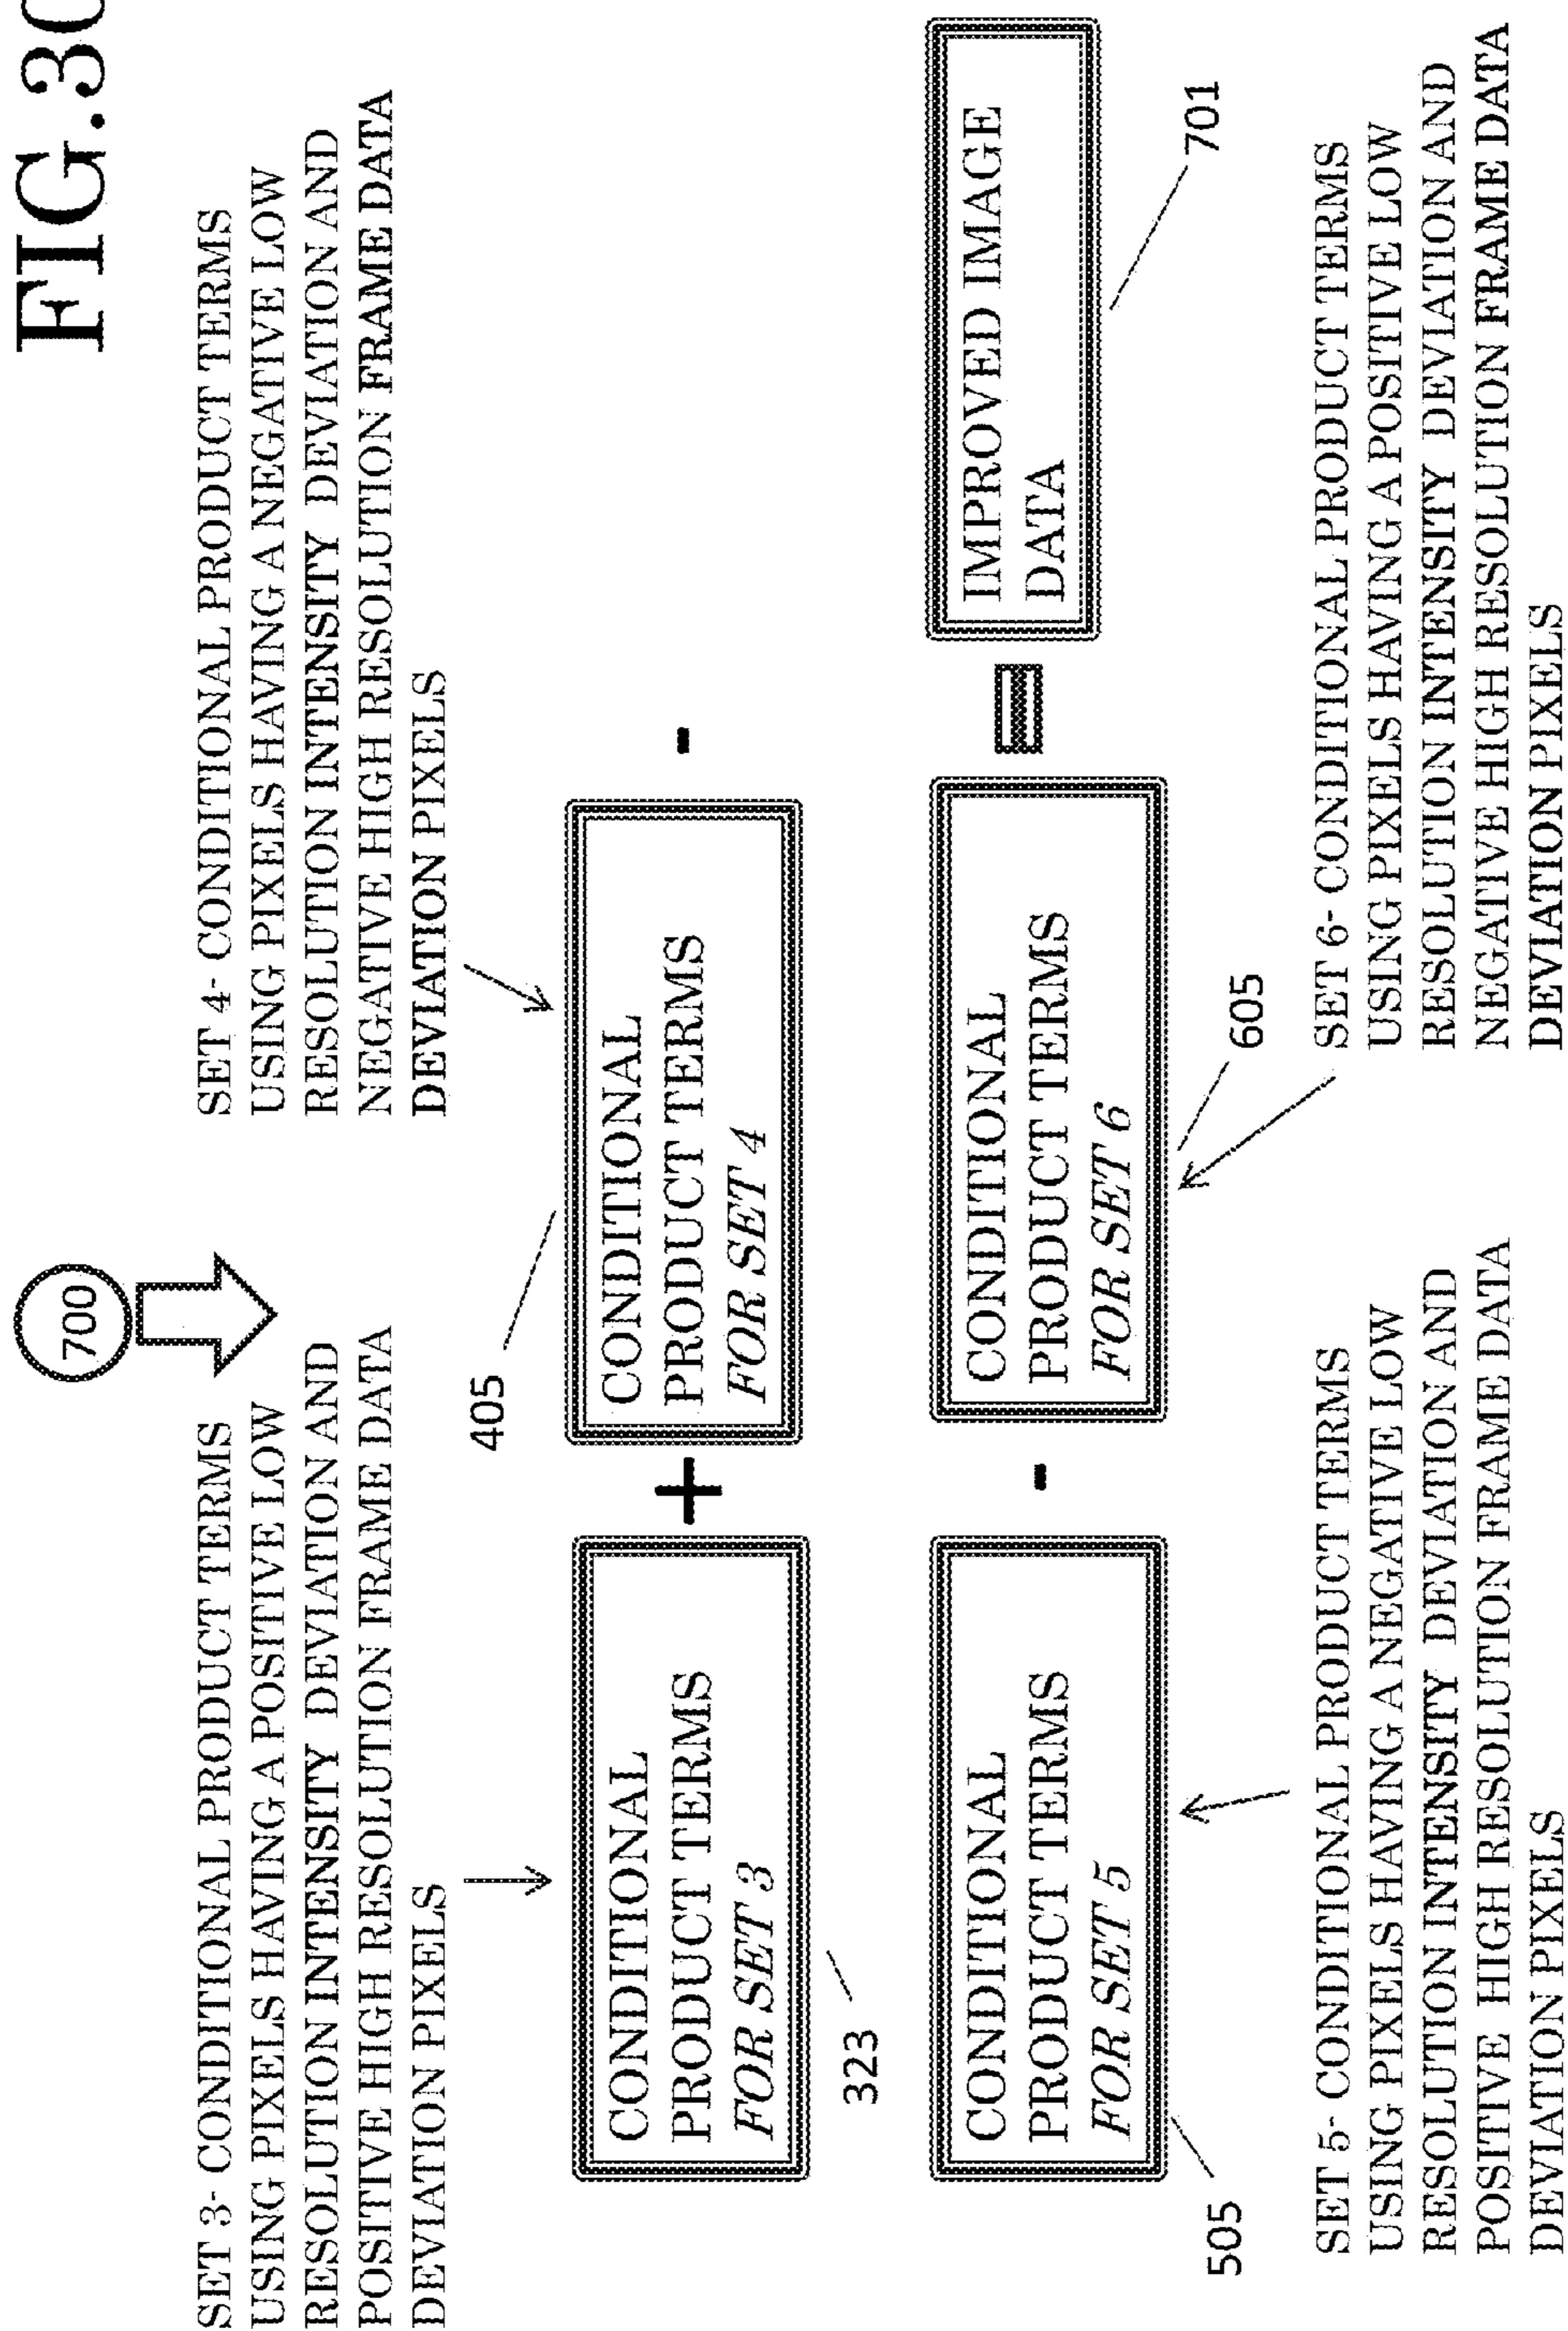 FIG.3
700
SET 3- CONDITIONAL PRODUCT TERMS
USING PIXELS HAVING A POSITIVE LOW
RESOLUTION INTENSITY DEVIATION AND
POSITIVE HIGH RESOLUTION FRAME DATA
DEVIATION PIXELS
SET 4- CONDITIONAL PRODUCT TERMS
USING PIXELS HAVING A NEGATIVE LOW
RESOLUTION INTENSITY DEVIATION AND
NEGATIVE HIGH RESOLUTION FRAME DATA
DEVIATION PIXELS
405
CONDITIONAL
PRODUCT TERMS
FOR SET 3
+
CONDITIONAL
PRODUCT TERMS
FOR SET 4
-
323
CONDITIONAL
PRODUCT TERMS
FOR SET 5
-
CONDITIONAL
PRODUCT TERMS
FOR SET 6
=
IMPROVED IMAGE
DATA
505
605
701
SET 5- CONDITIONAL PRODUCT TERMS
USING PIXELS HAVING A NEGATIVE LOW
RESOLUTION INTENSITY DEVIATION AND
POSITIVE HIGH RESOLUTION FRAME DATA
DEVIATION PIXELS
SET 6- CONDITIONAL PRODUCT TERMS
USING PIXELS HAVING A POSITIVE LOW
RESOLUTION INTENSITY DEVIATION AND
NEGATIVE HIGH RESOLUTION FRAME DATA
DEVIATION PIXELS